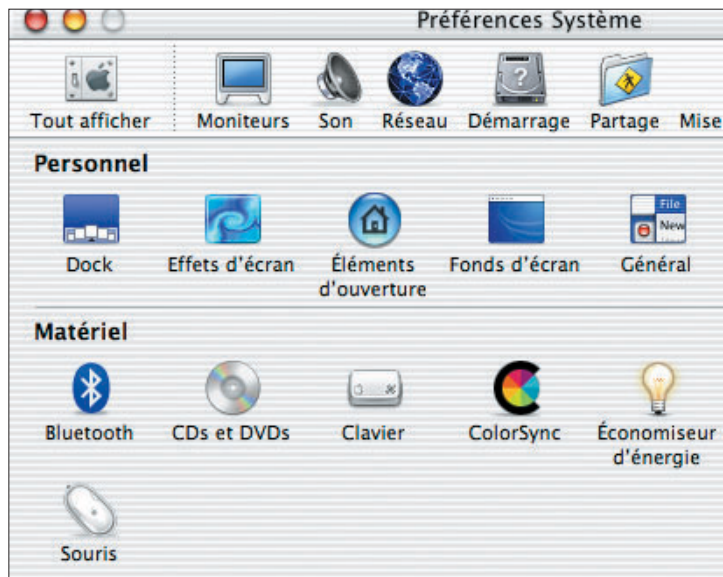 Préférences Système
Tout afficher Moniteurs Son Réseau Démarrage Partage Mise
?
Personnel
File
New
Dock Effets d'écran Éléments d'ouverture Fonds d'écran Général
Matériel
Bluetooth CDs et DVDs Clavier ColorSync Économiseur d'énergie
Souris